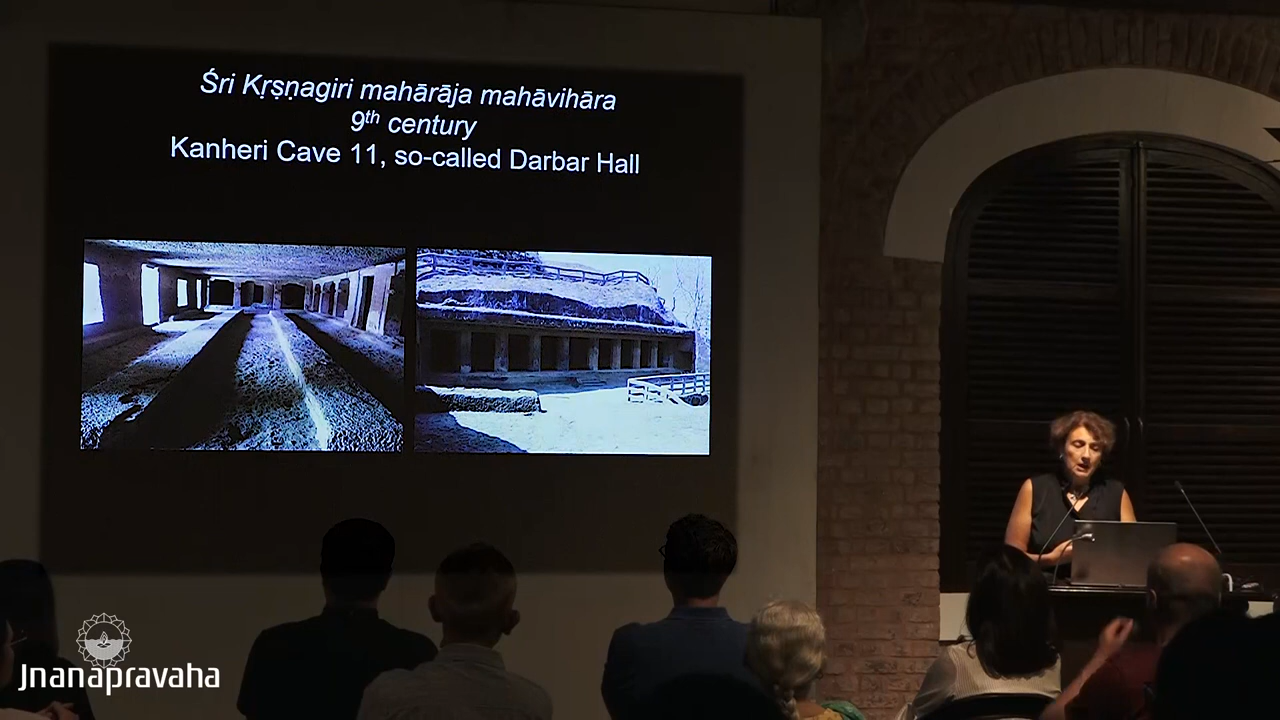 Śri Kṛṣṇagiri mahārāja mahāvihāra
9th century
Kanheri Cave 11, so-called Darbar Hall
Jnanapravaha